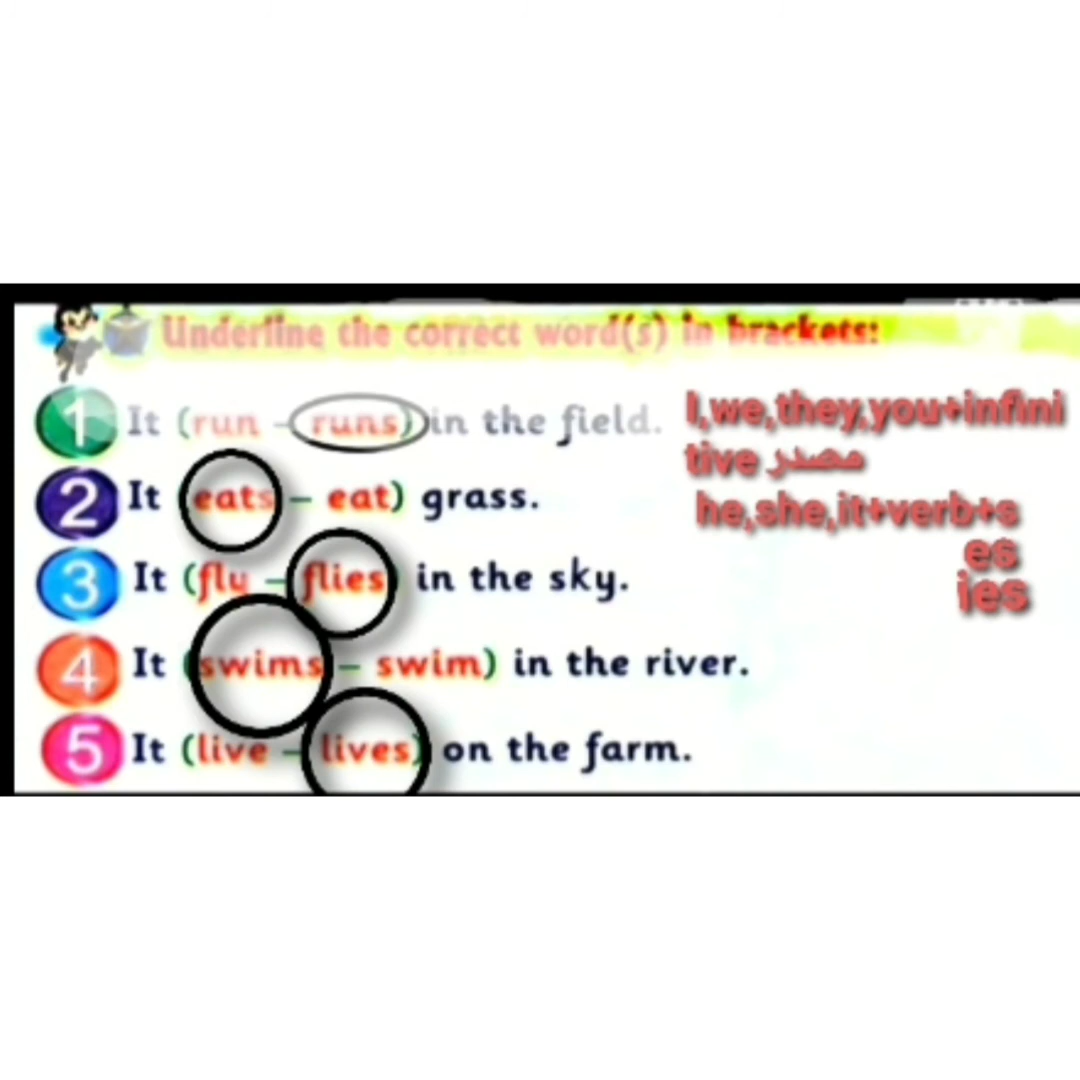 Underline the correct word(s) in brackets:
1 It (run – runs) in the field.
2 It (eats – eat) grass.
3 It (fly – flies) in the sky.
4 It (swims – swim) in the river.
5 It (live – lives) on the farm.
I,we,they,you+infini
tive مصدر
he,she,it+verb+s
es
ies